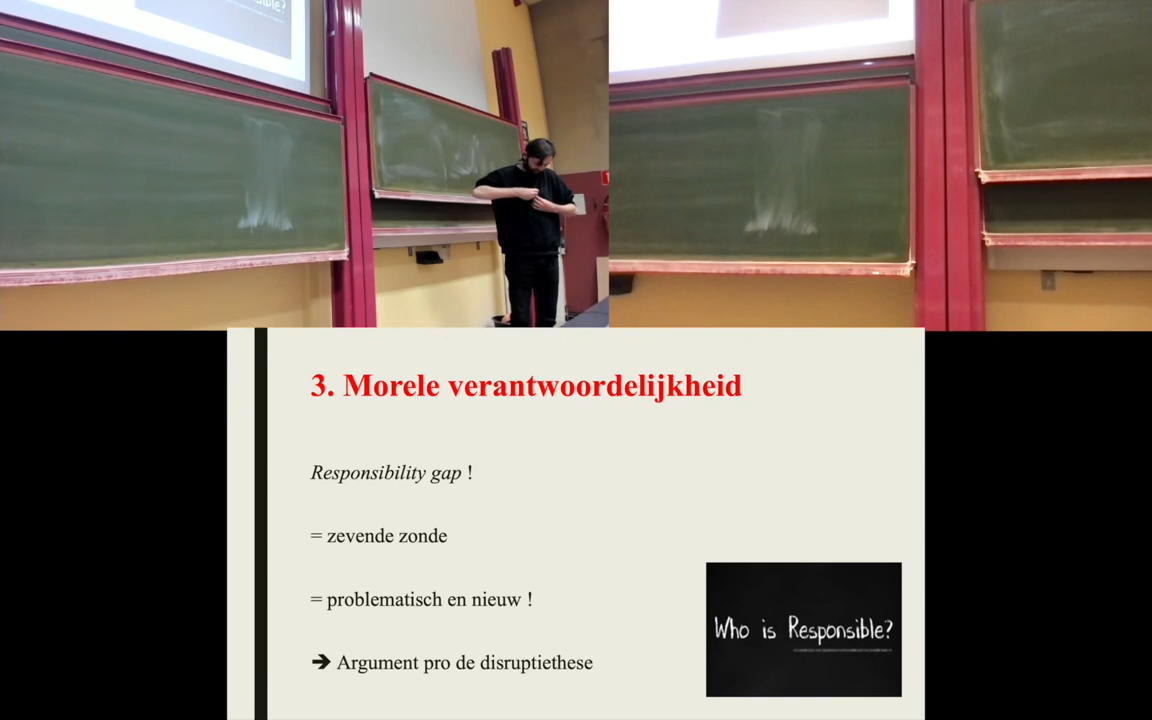 3. Morele verantwoordelijkheid
Responsibility gap !
= zevende zonde
= problematisch en nieuw !
➔ Argument pro de disruptiethese
Who is Responsible?